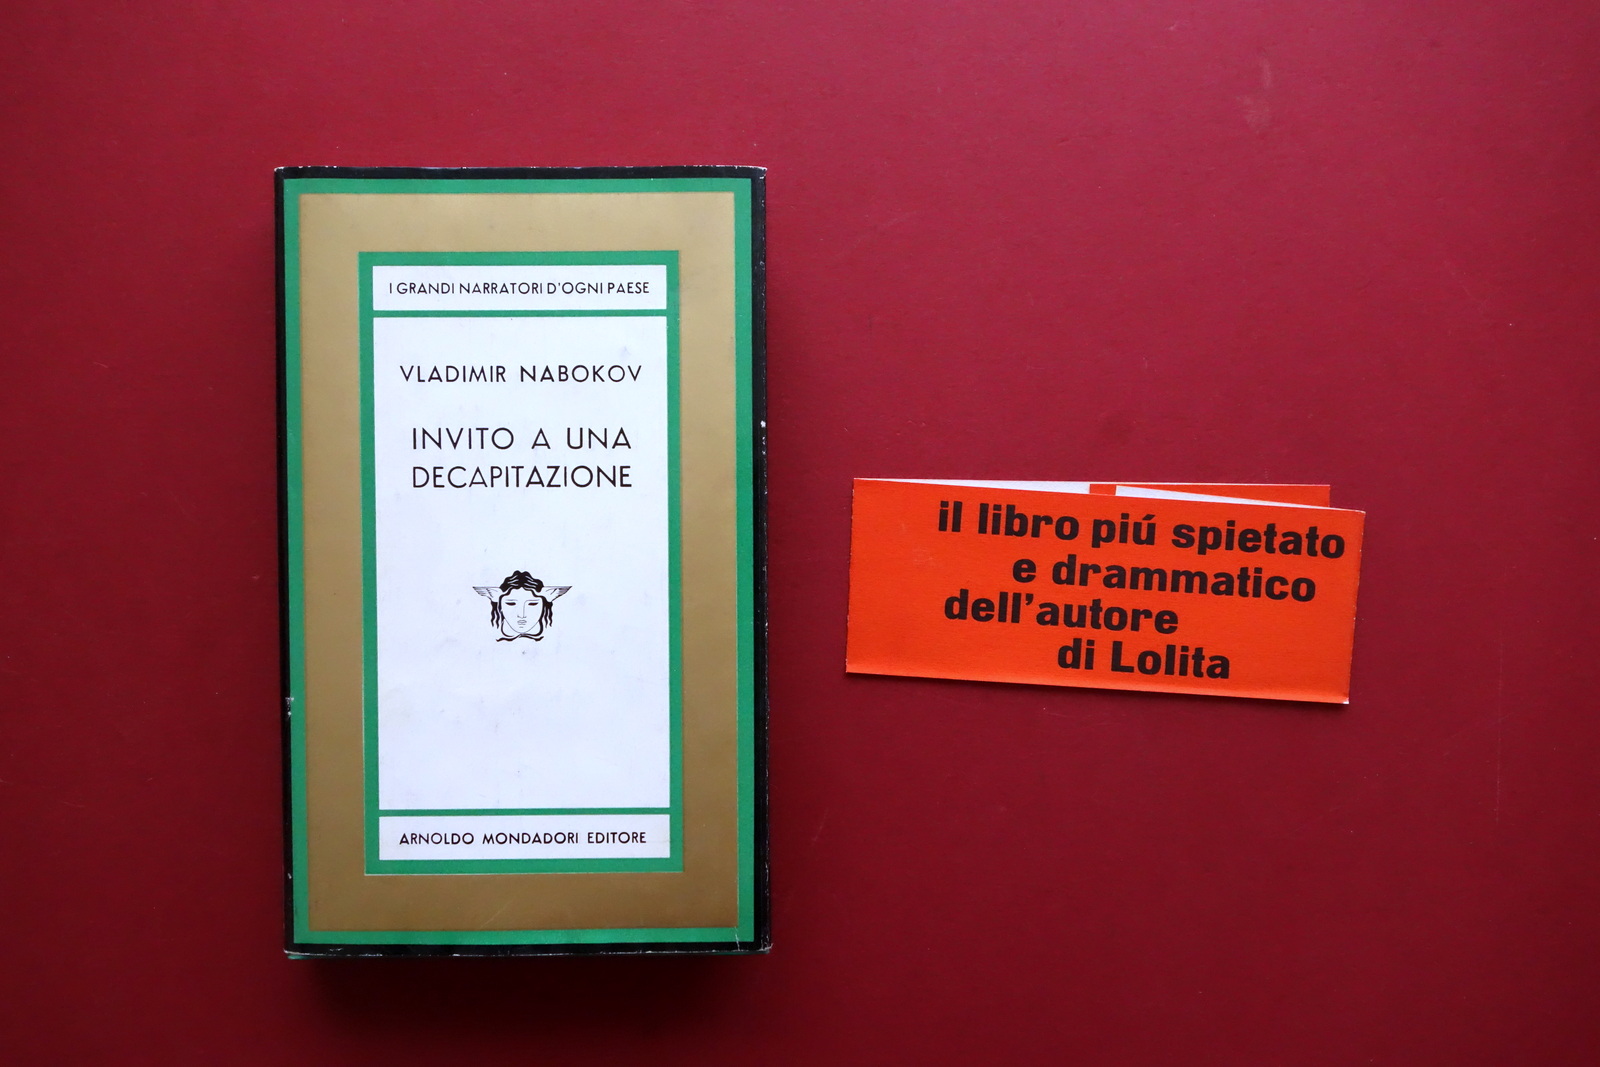 I GRANDI NARRATORI D'OGNI PAESE
VLADIMIR NABOKOV
INVITO A UNA
DECAPITAZIONE
ARNOLDO MONDADORI EDITORE
il libro piú spietato
e drammatico
dell'autore
di Lolita